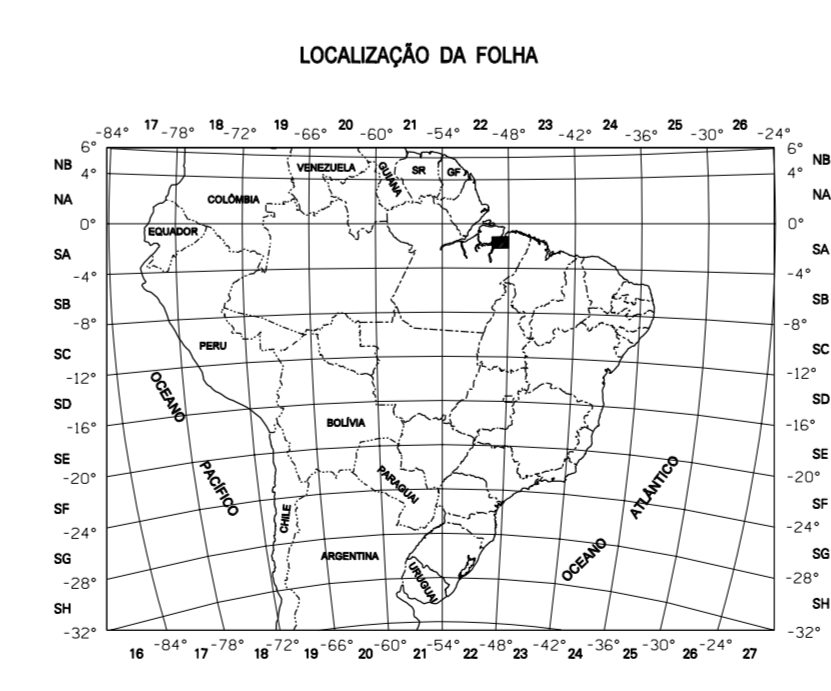 LOCALIZAÇÃO DA FOLHA
17 18 19 20 21 22 23 24 25 26
-84° -78° -72° -66° -60° -54° -48° -42° -36° -30° -24°
6° 6°
NB NB
4° VENEZUELA GUIANA SR GF 4°
NA COLÔMBIA NA
0° 0°
EQUADOR
SA SA
-4° -4°
SB SB
-8° -8°
PERU
SC SC
-12° -12°
OCEANO
SD SD
-16° BOLÍVIA -16°
SE SE
-20° PACÍFICO PARAGUAI ATLÂNTICO -20°
SF CHILE SF
-24° -24°
SG ARGENTINA OCEANO SG
-28° URUGUAI -28°
SH SH
-32° -32°
-84° -78° -72° -66° -60° -54° -48° -42° -36° -30° -24°
16 17 18 19 20 21 22 23 24 25 26 27